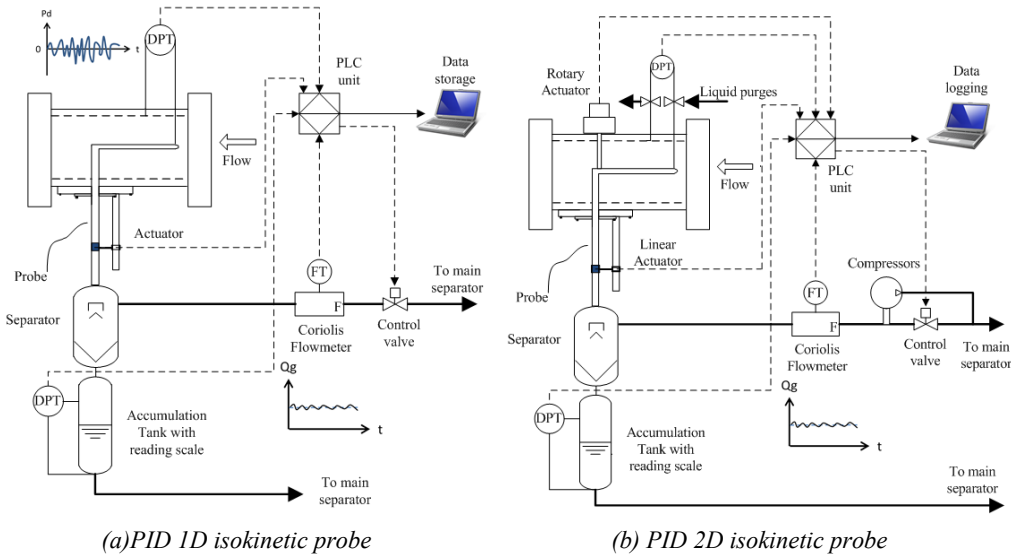 Pd
0
t
DPT
PLC
unit
Data
storage
Flow
Actuator
Probe
FT
To main
separator
Separator
F
Coriolis
Flowmeter
Control
valve
Qg
t
DPT
Accumulation
Tank with
reading scale
To main
separator
(a)PID 1D isokinetic probe
Rotary
Actuator
DPT
Liquid purges
Data
logging
PLC
unit
Flow
Linear
Actuator
Probe
FT
Compressors
Separator
F
Coriolis
Flowmeter
Control
valve
To main
separator
Qg
t
DPT
Accumulation
Tank with
reading scale
To main
separator
(b) PID 2D isokinetic probe